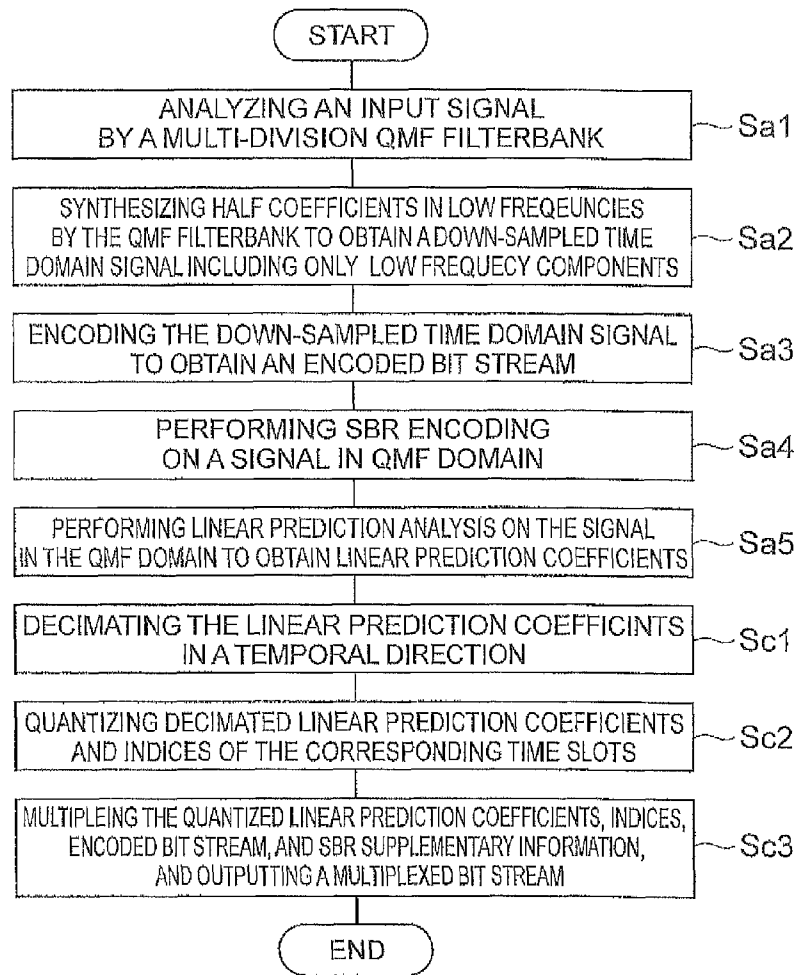 START
ANALYZING AN INPUT SIGNAL
BY A MULTI-DIVISION QMF FILTERBANK
Sa1
SYNTHESIZING HALF COEFFICIENTS IN LOW FREQEUNCIES
BY THE QMF FILTERBANK TO OBTAIN A DOWN-SAMPLED TIME
DOMAIN SIGNAL INCLUDING ONLY LOW FREQUECY COMPONENTS
Sa2
ENCODING THE DOWN-SAMPLED TIME DOMAIN SIGNAL
TO OBTAIN AN ENCODED BIT STREAM
Sa3
PERFORMING SBR ENCODING
ON A SIGNAL IN QMF DOMAIN
Sa4
PERFORMING LINEAR PREDICTION ANALYSIS ON THE SIGNAL
IN THE QMF DOMAIN TO OBTAIN LINEAR PREDICTION COEFFICIENTS
Sa5
DECIMATING THE LINEAR PREDICTION COEFFICINTS
IN A TEMPORAL DIRECTION
Sc1
QUANTIZING DECIMATED LINEAR PREDICTION COEFFICIENTS
AND INDICES OF THE CORRESPONDING TIME SLOTS
Sc2
MULTIPLEING THE QUANTIZED LINEAR PREDICTION COEFFICIENTS, INDICES,
ENCODED BIT STREAM, AND SBR SUPPLEMENTARY INFORMATION,
AND OUTPUTTING A MULTIPLEXED BIT STREAM
Sc3
END